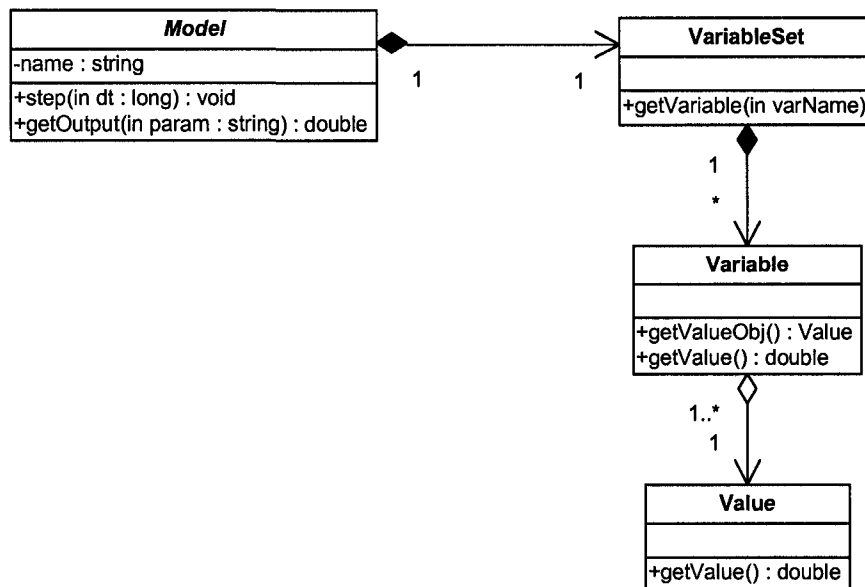 Model
-name : string
+step(in dt : long) : void
+getOutput(in param : string) : double
1
1
VariableSet
+getVariable(in varName)
1
*
Variable
+getValueObj() : Value
+getValue() : double
1..*
1
Value
+getValue() : double